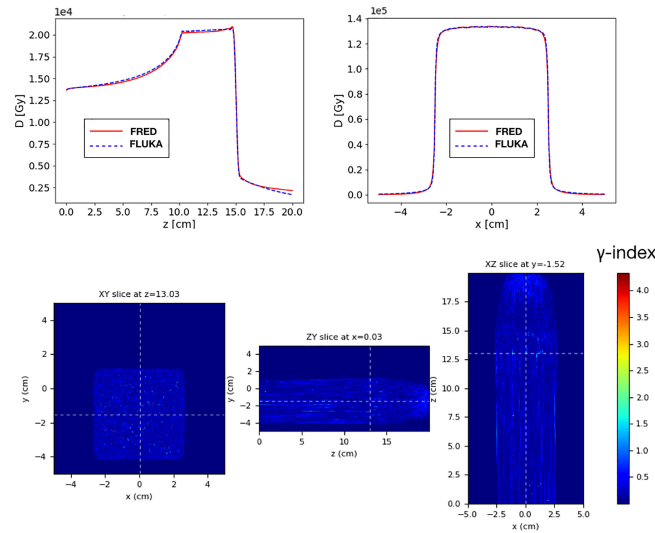 1e4
2.00
1.75
1.50
1.25
1.00
0.75
0.50
0.25
D [Gy]
FRED
FLUKA
0.0 2.5 5.0 7.5 10.0 12.5 15.0 17.5 20.0
z [cm]
1e5
1.4
1.2
1.0
0.8
0.6
0.4
0.2
0.0
D [Gy]
FRED
FLUKA
−4 −2 0 2 4
x [cm]
XY slice at z=13.03
4
2
0
−2
−4
y (cm)
−4 −2 0 2 4
x (cm)
ZY slice at x=0.03
4
2
0
−2
−4
y (cm)
0 5 10 15
z (cm)
XZ slice at y=-1.52
17.5
15.0
12.5
10.0
7.5
5.0
2.5
0.0
z (cm)
−5.0 −2.5 0.0 2.5 5.0
x (cm)
γ-index
4.0
3.5
3.0
2.5
2.0
1.5
1.0
0.5